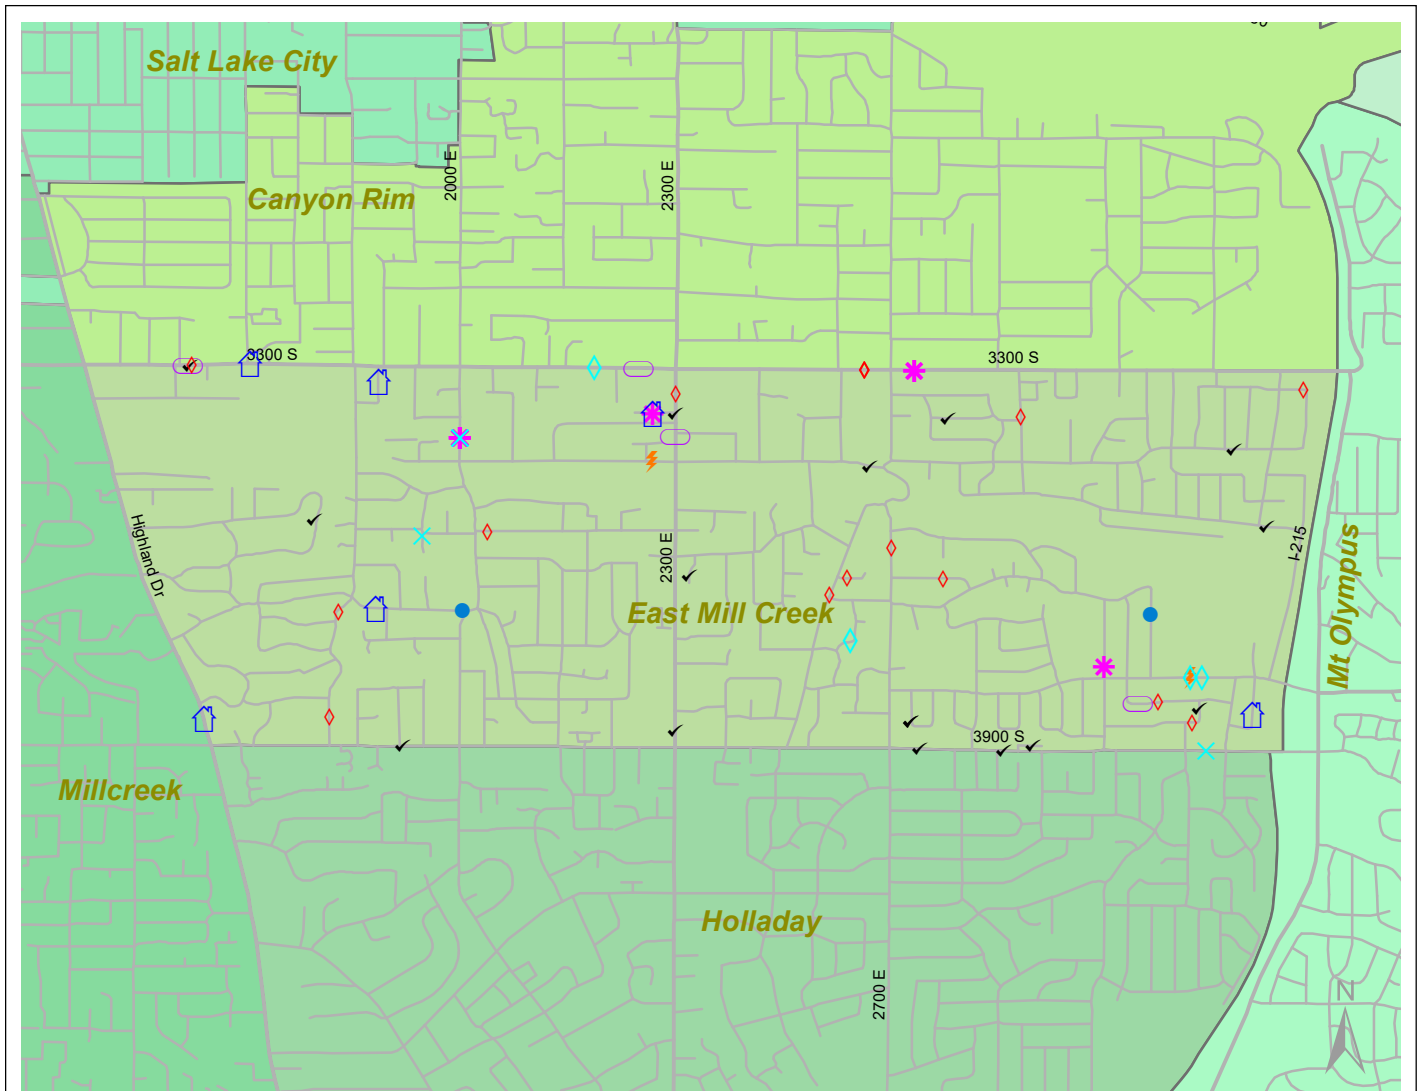 Salt Lake City
2000 E
2300 E
Canyon Rim
3300 S
3300 S
Highland Dr
2300 E
I-215
East Mill Creek
Mt Olympus
3900 S
Millcreek
Holladay
2700 E
N